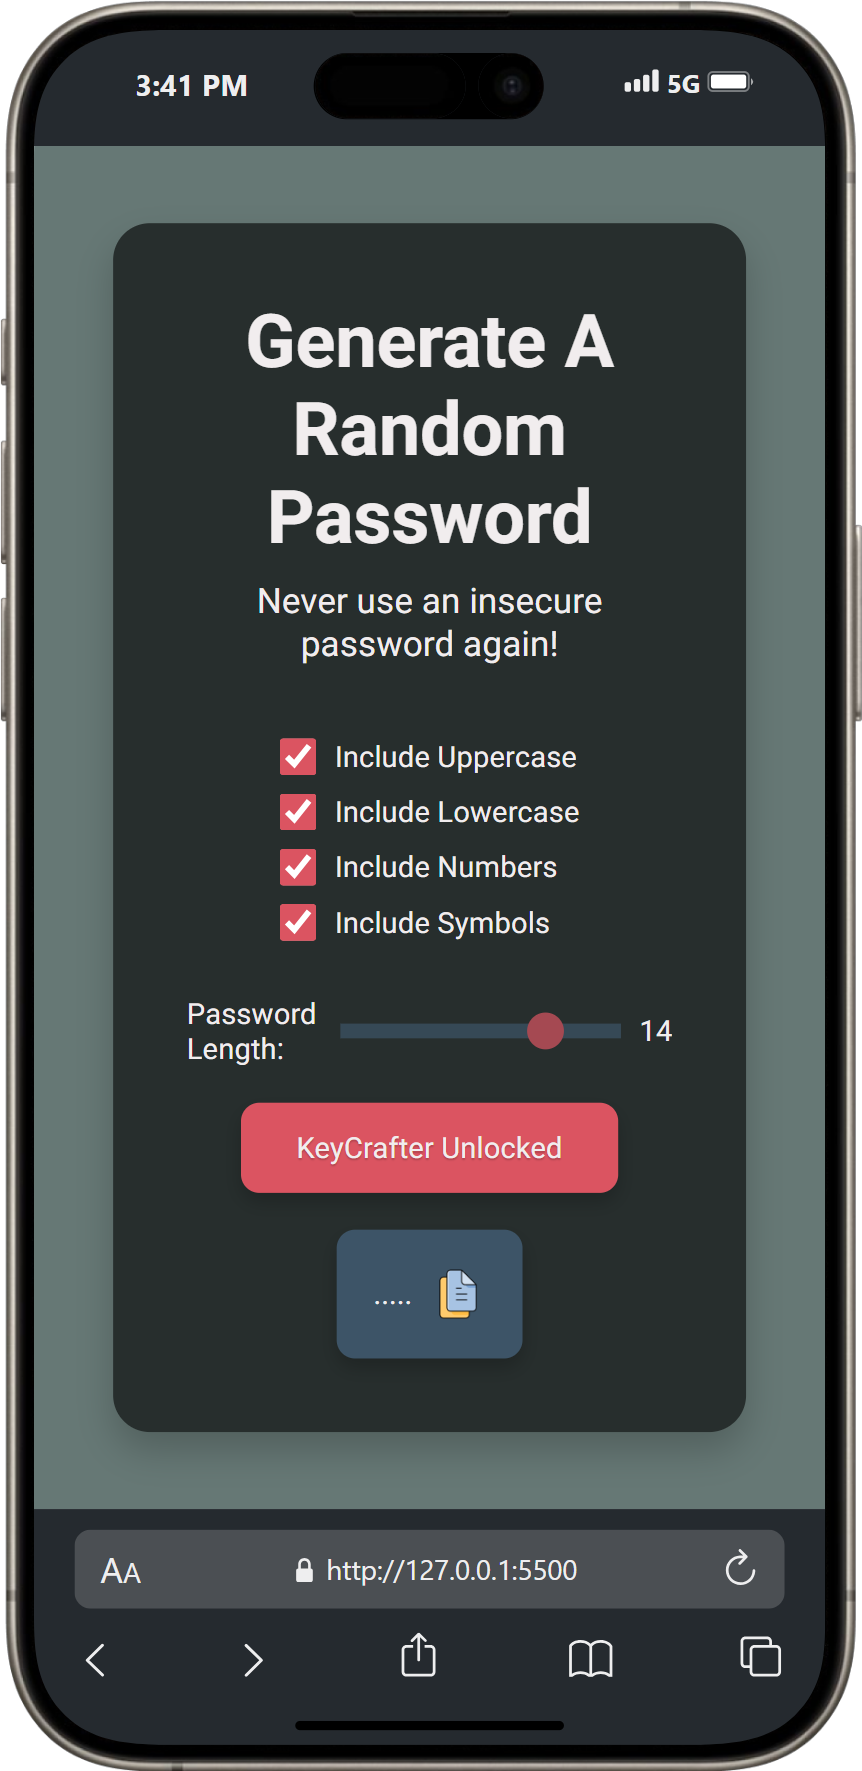 3:41 PM
5G
Generate A
Random
Password
Never use an insecure
password again!
Include Uppercase
Include Lowercase
Include Numbers
Include Symbols
Password
Length:
14
KeyCrafter Unlocked
.....
AA
http://127.0.0.1:5500